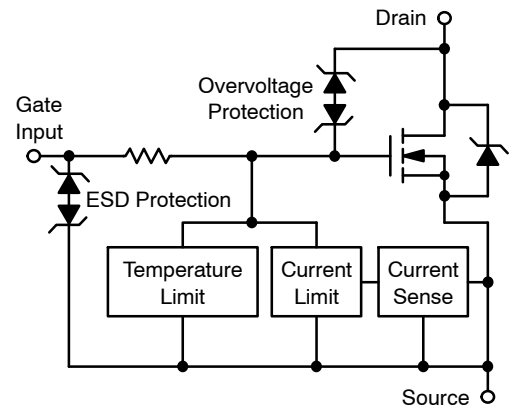 Drain
Overvoltage
Protection
Gate
Input
ESD Protection
Temperature
Limit
Current
Limit
Current
Sense
Source